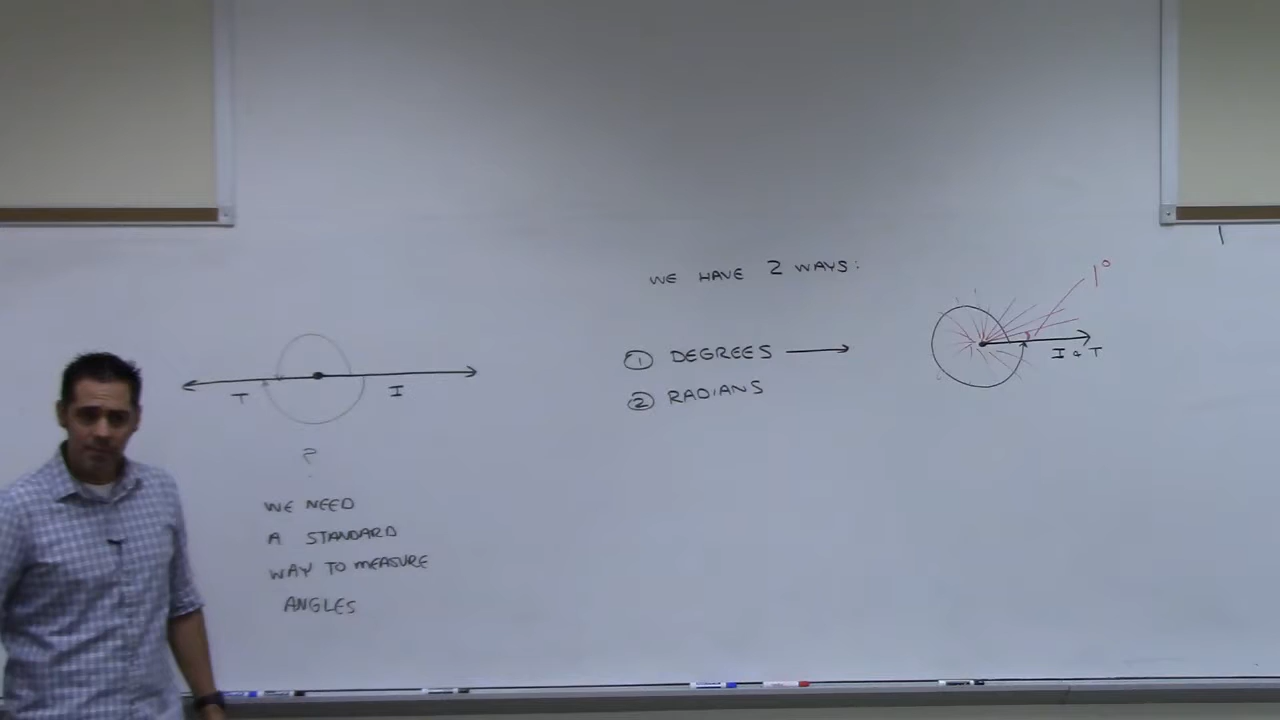 T
I
?
WE NEED
A STANDARD
WAY TO MEASURE
ANGLES
WE HAVE 2 WAYS:
① DEGREES
② RADIANS
1°
I & T